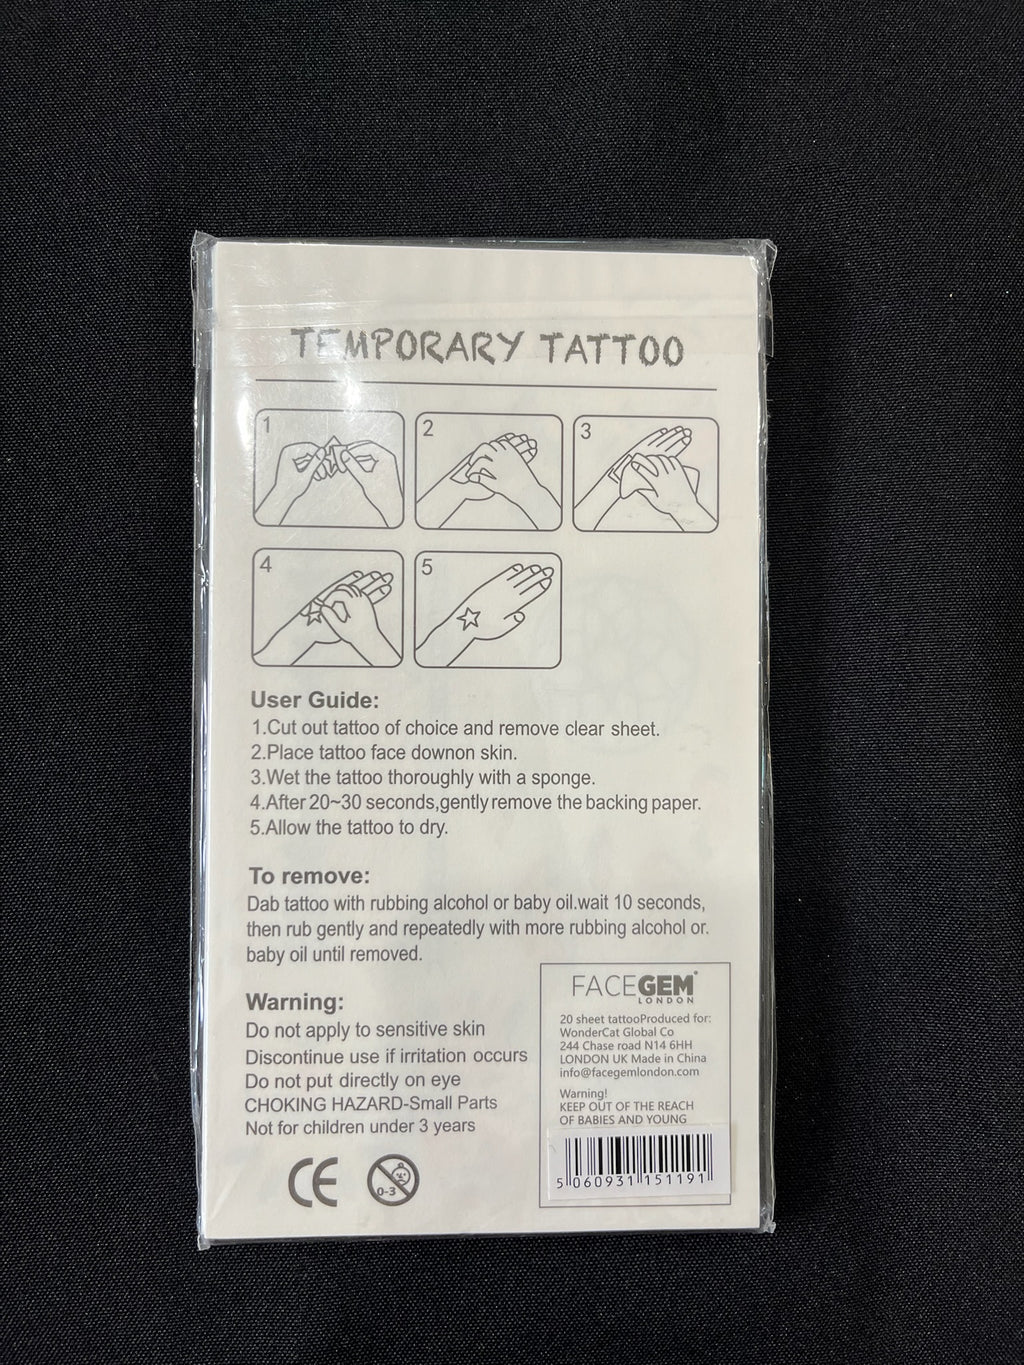 TEMPORARY TATTOO
1
2
3
4
5
User Guide:
1.Cut out tattoo of choice and remove clear sheet.
2.Place tattoo face downon skin.
3.Wet the tattoo thoroughly with a sponge.
4.After 20~30 seconds,gently remove the backing paper.
5.Allow the tattoo to dry.
To remove:
Dab tattoo with rubbing alcohol or baby oil.wait 10 seconds,
then rub gently and repeatedly with more rubbing alcohol or.
baby oil until removed.
Warning:
Do not apply to sensitive skin
Discontinue use if irritation occurs
Do not put directly on eye
CHOKING HAZARD-Small Parts
Not for children under 3 years
CE
0-3
FACEGEM®
LONDON
20 sheet tattooProduced for:
WonderCat Global Co
244 Chase road N14 6HH
LONDON UK Made in China
info@facegemlondon.com
Warning!
KEEP OUT OF THE REACH
OF BABIES AND YOUNG
5 060931 151191